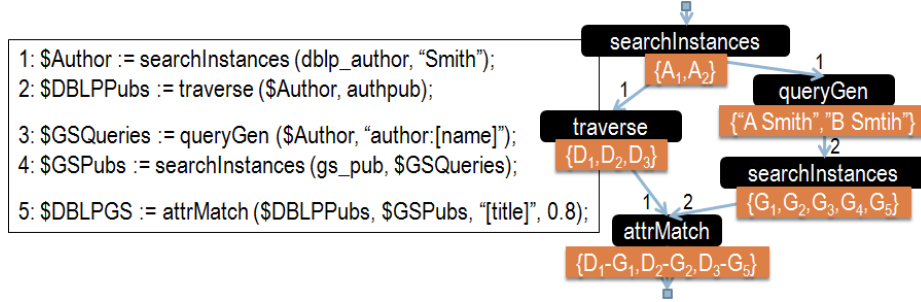 1: $Author := searchInstances (dblp_author, “Smith”);
2: $DBLPPubs := traverse ($Author, authpub);
3: $GSQueries := queryGen ($Author, “author:[name]”);
4: $GSPubs := searchInstances (gs_pub, $GSQueries);
5: $DBLPGS := attrMatch ($DBLPPubs, $GSPubs, “[title]”, 0.8);
searchInstances
{A₁,A₂}
1
1
queryGen
{“A Smith”,”B Smtih”}
traverse
{D₁,D₂,D₃}
2
searchInstances
{G₁,G₂,G₃,G₄,G₅}
1
2
attrMatch
{D₁-G₁,D₂-G₂,D₃-G₅}